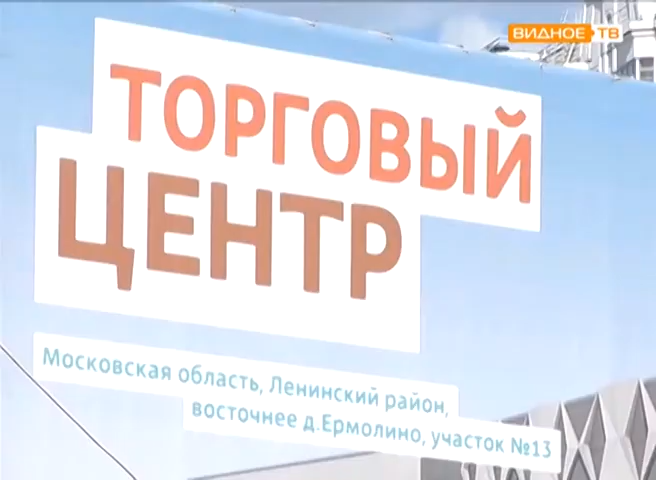 ВИДНОЕ ТВ
ТОРГОВЫЙ
ЦЕНТР
Московская область, Ленинский район,
восточнее д.Ермолино, участок №13